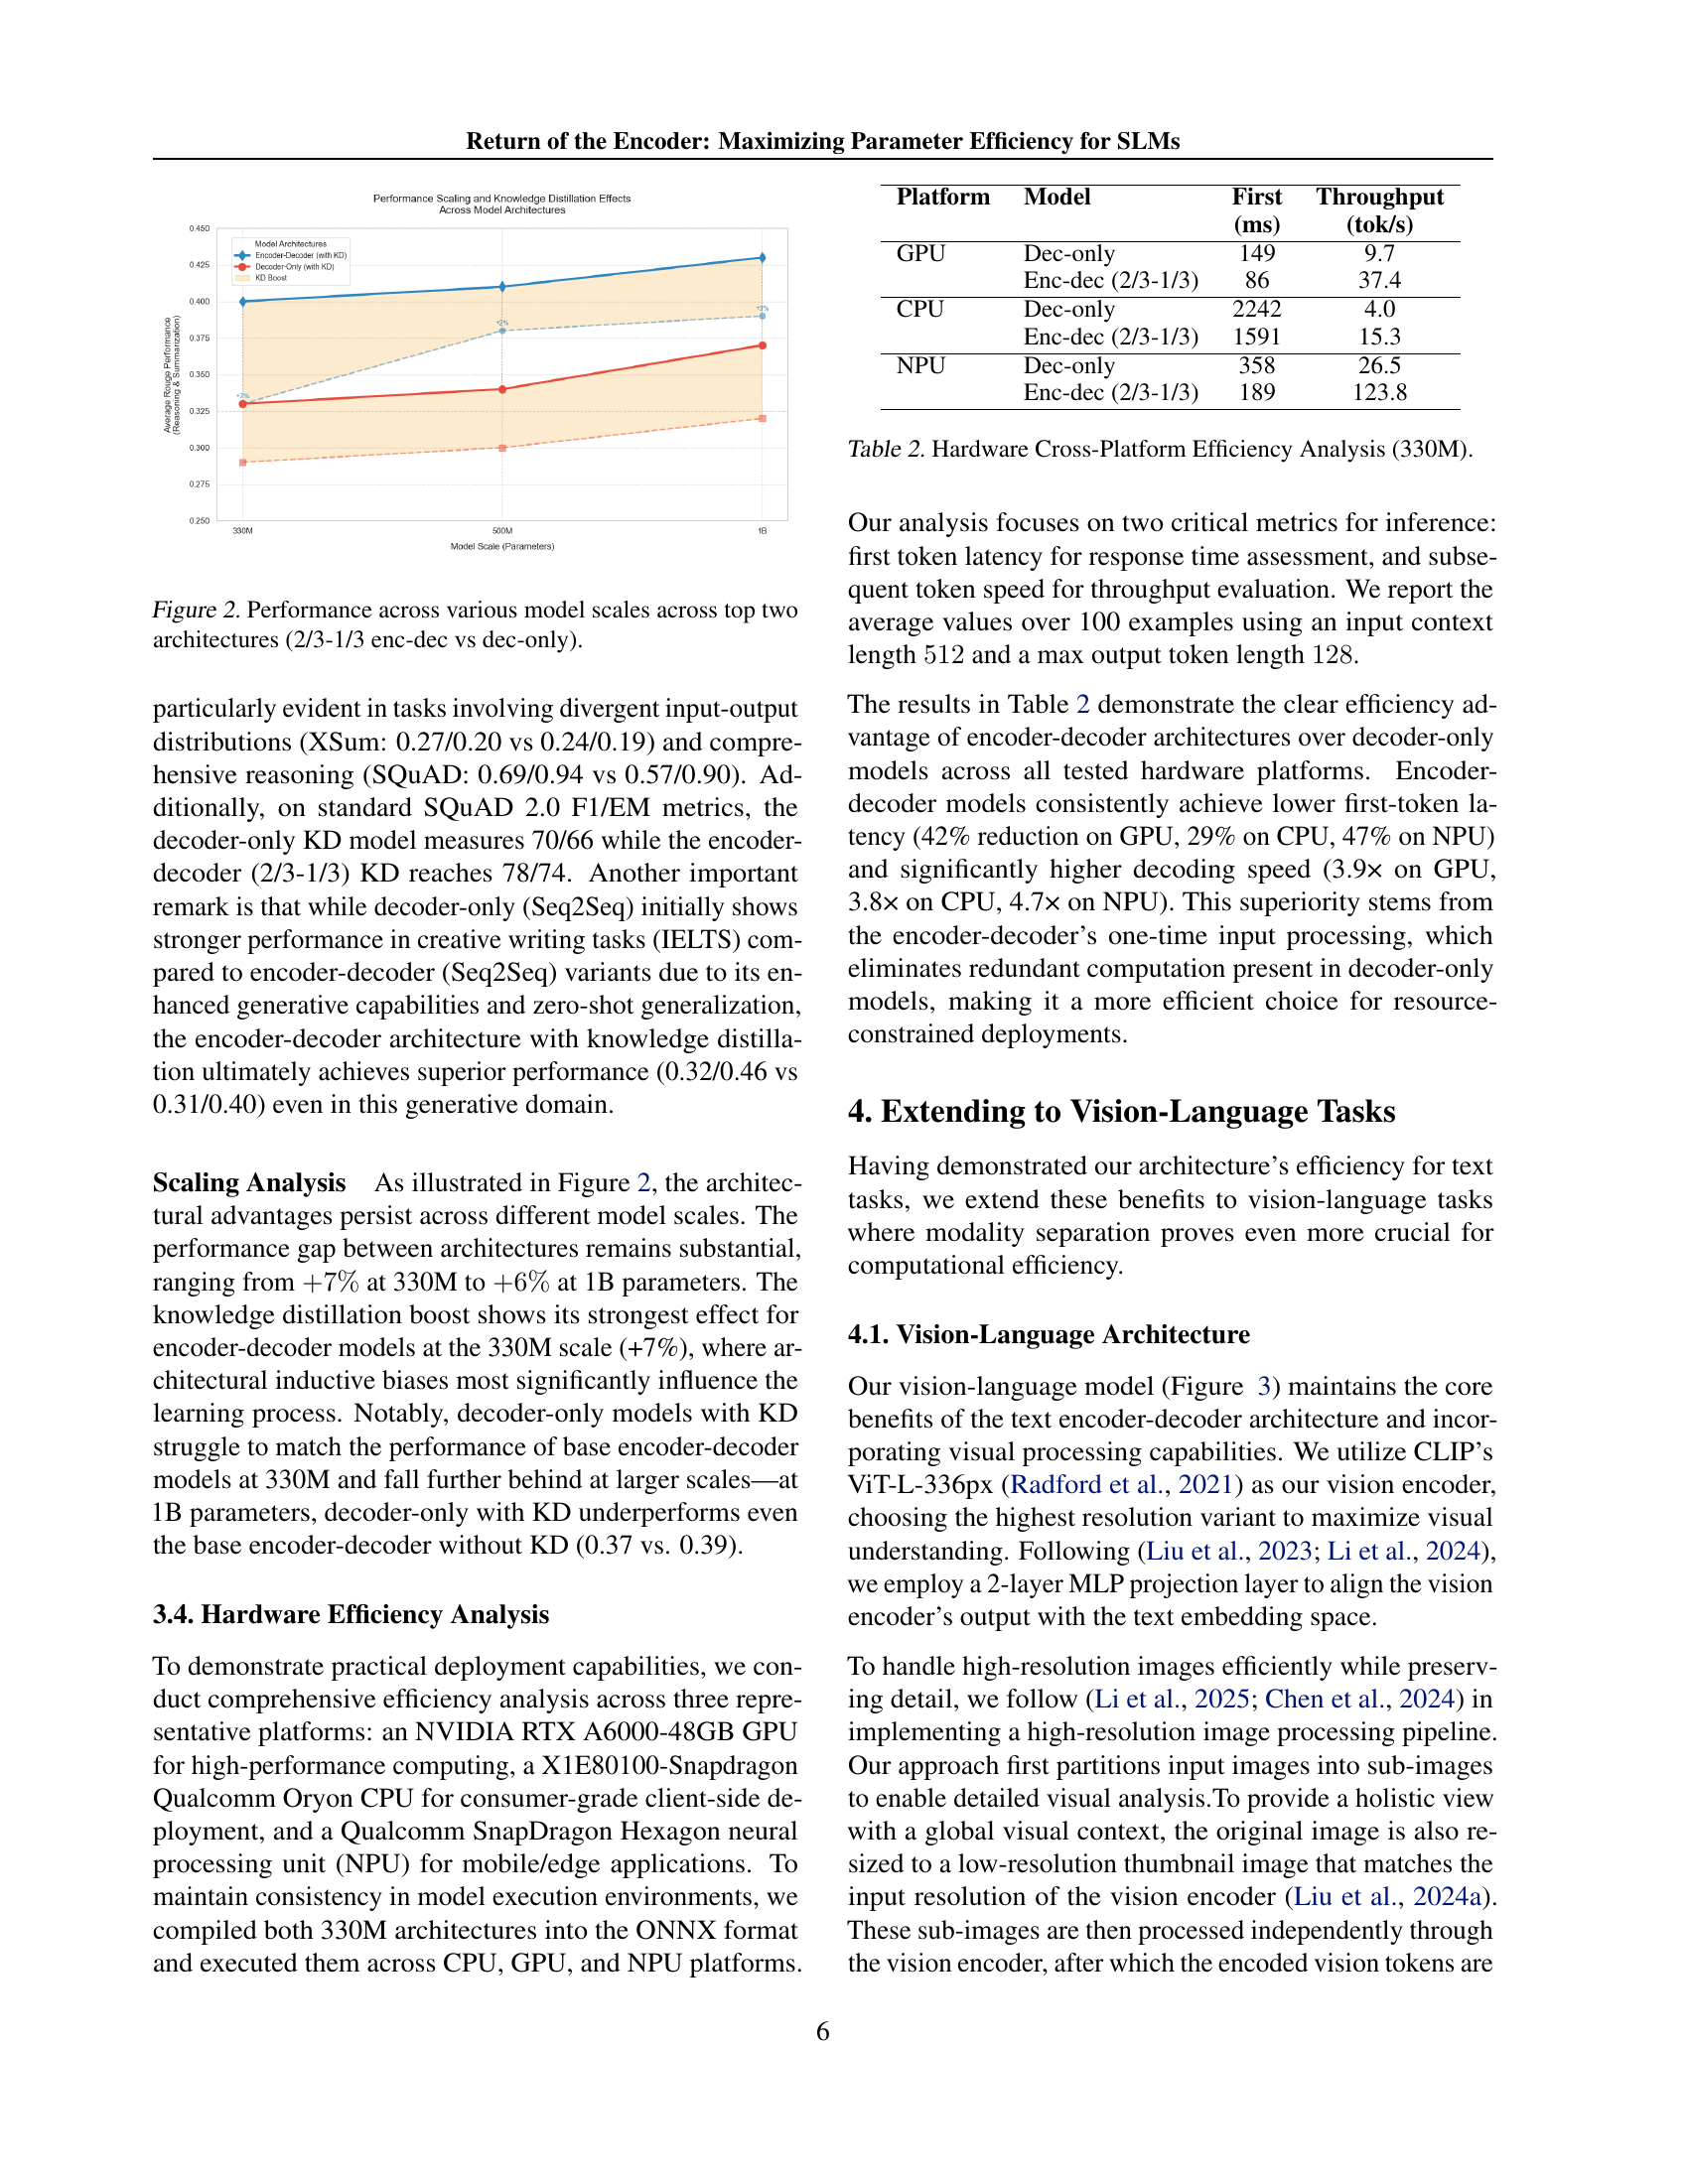 Return of the Encoder: Maximizing Parameter Efficiency for SLMs
Performance Scaling and Knowledge Distillation Effects
Across Model Architectures
Average Rouge Performance
(Reasoning & Summarization)
0.450
0.425
0.400
0.375
0.350
0.325
0.300
0.275
0.250
Model Architectures
Encoder-Decoder (with KD)
Decoder-Only (with KD)
KD Boost
330M
500M
1B
Model Scale (Parameters)
Figure 2. Performance across various model scales across top two
architectures (2/3-1/3 enc-dec vs dec-only).
particularly evident in tasks involving divergent input-output
distributions (XSum: 0.27/0.20 vs 0.24/0.19) and compre-
hensive reasoning (SQuAD: 0.69/0.94 vs 0.57/0.90). Ad-
ditionally, on standard SQuAD 2.0 F1/EM metrics, the
decoder-only KD model measures 70/66 while the encoder-
decoder (2/3-1/3) KD reaches 78/74. Another important
remark is that while decoder-only (Seq2Seq) initially shows
stronger performance in creative writing tasks (IELTS) com-
pared to encoder-decoder (Seq2Seq) variants due to its en-
hanced generative capabilities and zero-shot generalization,
the encoder-decoder architecture with knowledge distilla-
tion ultimately achieves superior performance (0.32/0.46 vs
0.31/0.40) even in this generative domain.
Scaling Analysis As illustrated in Figure 2, the architec-
tural advantages persist across different model scales. The
performance gap between architectures remains substantial,
ranging from +7% at 330M to +6% at 1B parameters. The
knowledge distillation boost shows its strongest effect for
encoder-decoder models at the 330M scale (+7%), where ar-
chitectural inductive biases most significantly influence the
learning process. Notably, decoder-only models with KD
struggle to match the performance of base encoder-decoder
models at 330M and fall further behind at larger scales—at
1B parameters, decoder-only with KD underperforms even
the base encoder-decoder without KD (0.37 vs. 0.39).
3.4. Hardware Efficiency Analysis
To demonstrate practical deployment capabilities, we con-
duct comprehensive efficiency analysis across three repre-
sentative platforms: an NVIDIA RTX A6000-48GB GPU
for high-performance computing, a X1E80100-Snapdragon
Qualcomm Oryon CPU for consumer-grade client-side de-
ployment, and a Qualcomm SnapDragon Hexagon neural
processing unit (NPU) for mobile/edge applications. To
maintain consistency in model execution environments, we
compiled both 330M architectures into the ONNX format
and executed them across CPU, GPU, and NPU platforms.
Platform Model First Throughput
(ms) (tok/s)
GPU Dec-only 149 9.7
Enc-dec (2/3-1/3) 86 37.4
CPU Dec-only 2242 4.0
Enc-dec (2/3-1/3) 1591 15.3
NPU Dec-only 358 26.5
Enc-dec (2/3-1/3) 189 123.8
Table 2. Hardware Cross-Platform Efficiency Analysis (330M).
Our analysis focuses on two critical metrics for inference:
first token latency for response time assessment, and subse-
quent token speed for throughput evaluation. We report the
average values over 100 examples using an input context
length 512 and a max output token length 128.
The results in Table 2 demonstrate the clear efficiency ad-
vantage of encoder-decoder architectures over decoder-only
models across all tested hardware platforms. Encoder-
decoder models consistently achieve lower first-token la-
tency (42% reduction on GPU, 29% on CPU, 47% on NPU)
and significantly higher decoding speed (3.9× on GPU,
3.8× on CPU, 4.7× on NPU). This superiority stems from
the encoder-decoder's one-time input processing, which
eliminates redundant computation present in decoder-only
models, making it a more efficient choice for resource-
constrained deployments.
4. Extending to Vision-Language Tasks
Having demonstrated our architecture's efficiency for text
tasks, we extend these benefits to vision-language tasks
where modality separation proves even more crucial for
computational efficiency.
4.1. Vision-Language Architecture
Our vision-language model (Figure 3) maintains the core
benefits of the text encoder-decoder architecture and incor-
porating visual processing capabilities. We utilize CLIP's
ViT-L-336px (Radford et al., 2021) as our vision encoder,
choosing the highest resolution variant to maximize visual
understanding. Following (Liu et al., 2023; Li et al., 2024),
we employ a 2-layer MLP projection layer to align the vision
encoder's output with the text embedding space.
To handle high-resolution images efficiently while preserv-
ing detail, we follow (Li et al., 2025; Chen et al., 2024) in
implementing a high-resolution image processing pipeline.
Our approach first partitions input images into sub-images
to enable detailed visual analysis.To provide a holistic view
with a global visual context, the original image is also re-
sized to a low-resolution thumbnail image that matches the
input resolution of the vision encoder (Liu et al., 2024a).
These sub-images are then processed independently through
the vision encoder, after which the encoded vision tokens are
6